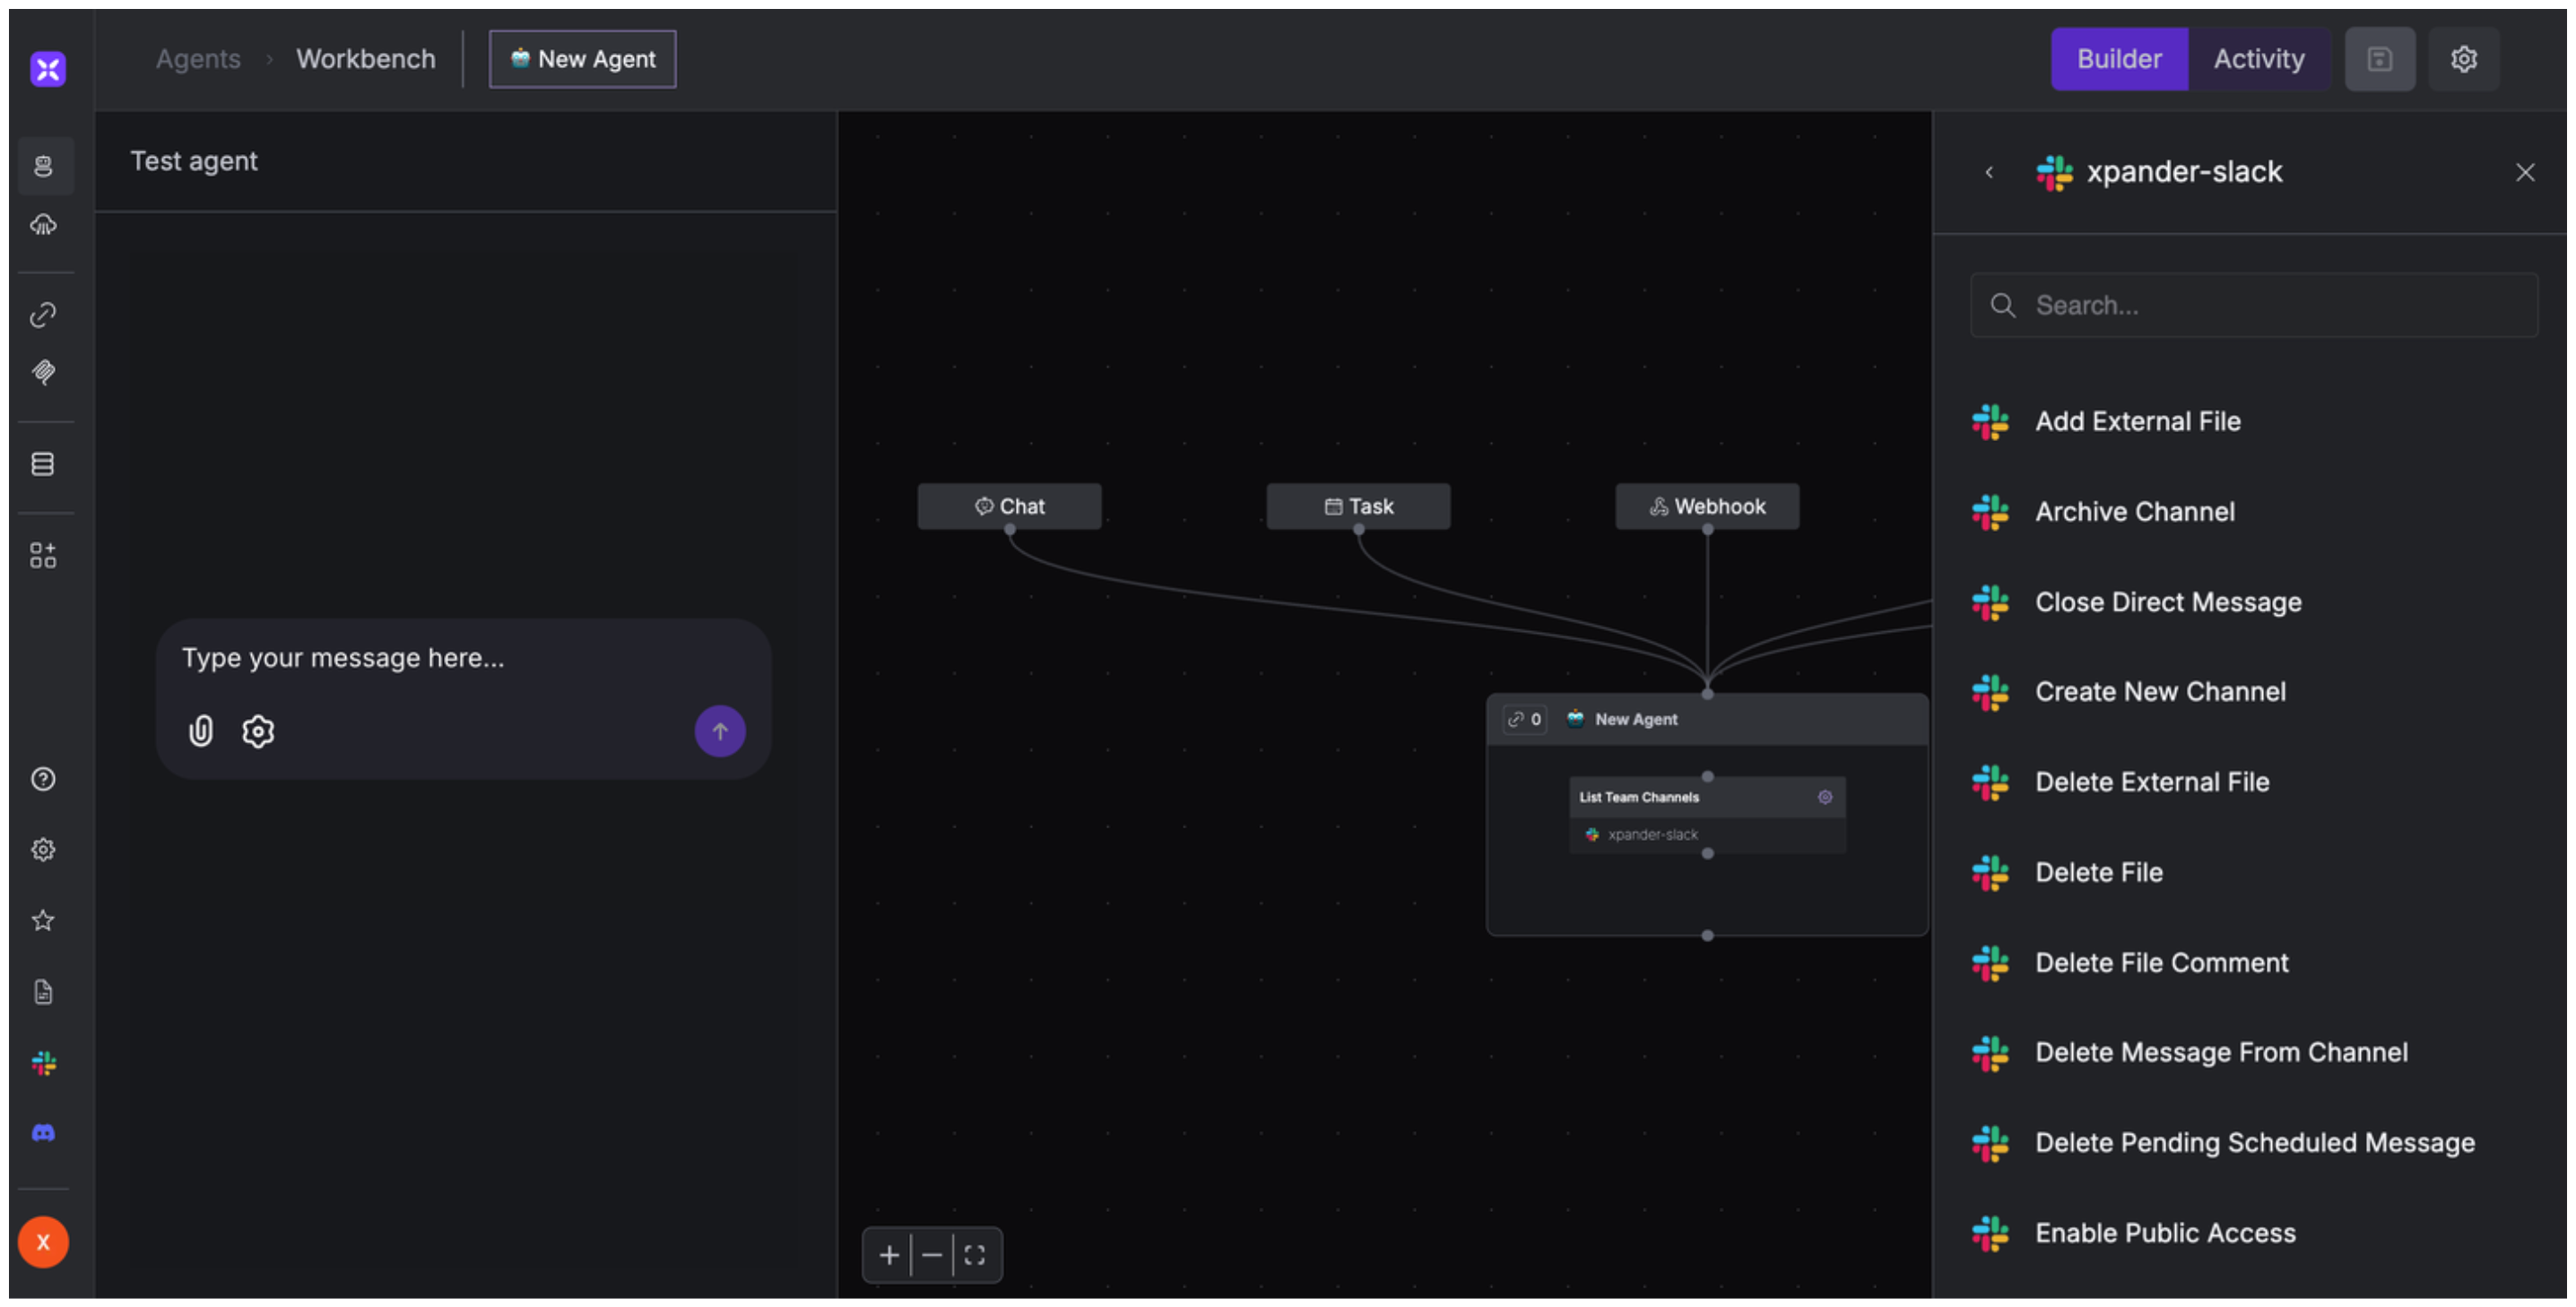 Agents > Workbench
New Agent
Builder
Activity
Test agent
Type your message here...
Chat
Task
Webhook
0 New Agent
List Team Channels
xpander-slack
xpander-slack
Search...
Add External File
Archive Channel
Close Direct Message
Create New Channel
Delete External File
Delete File
Delete File Comment
Delete Message From Channel
Delete Pending Scheduled Message
Enable Public Access
X